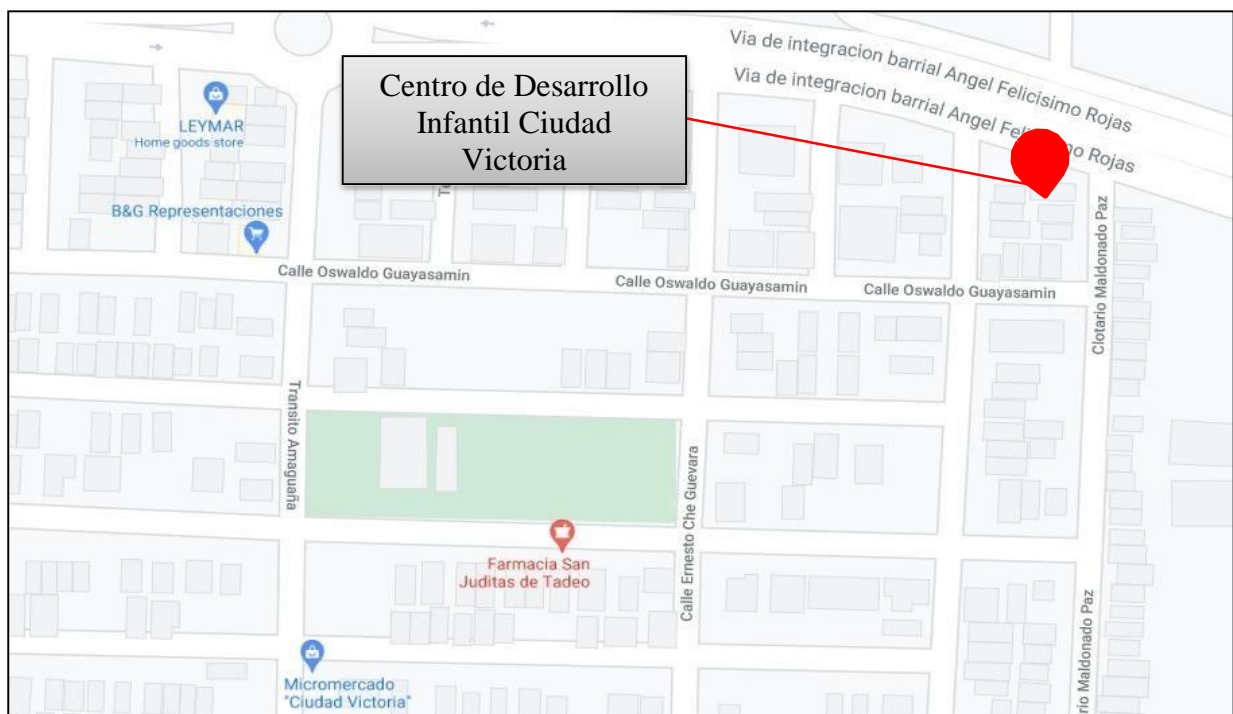 Via de integracion barrial Angel Felicisimo Rojas
Via de integracion barrial Angel Felicisimo Rojas
Centro de Desarrollo
Infantil Ciudad
Victoria
LEYMAR
Home goods store
B&G Representaciones
Calle Oswaldo Guayasamin
Calle Oswaldo Guayasamin
Calle Oswaldo Guayasamin
Clotario Maldonado Paz
Transito Amaguaña
Calle Ernesto Che Guevara
Farmacia San
Juditas de Tadeo
Micromercado
"Ciudad Victoria"
rio Maldonado Paz